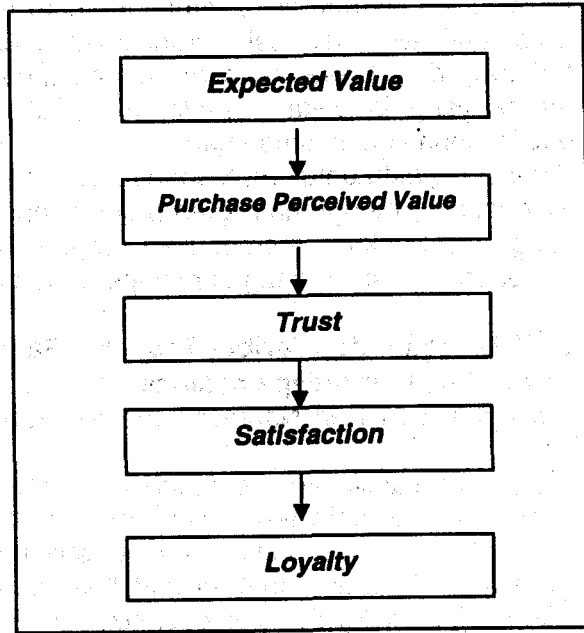 Expected Value
Purchase Perceived Value
Trust
Satisfaction
Loyalty